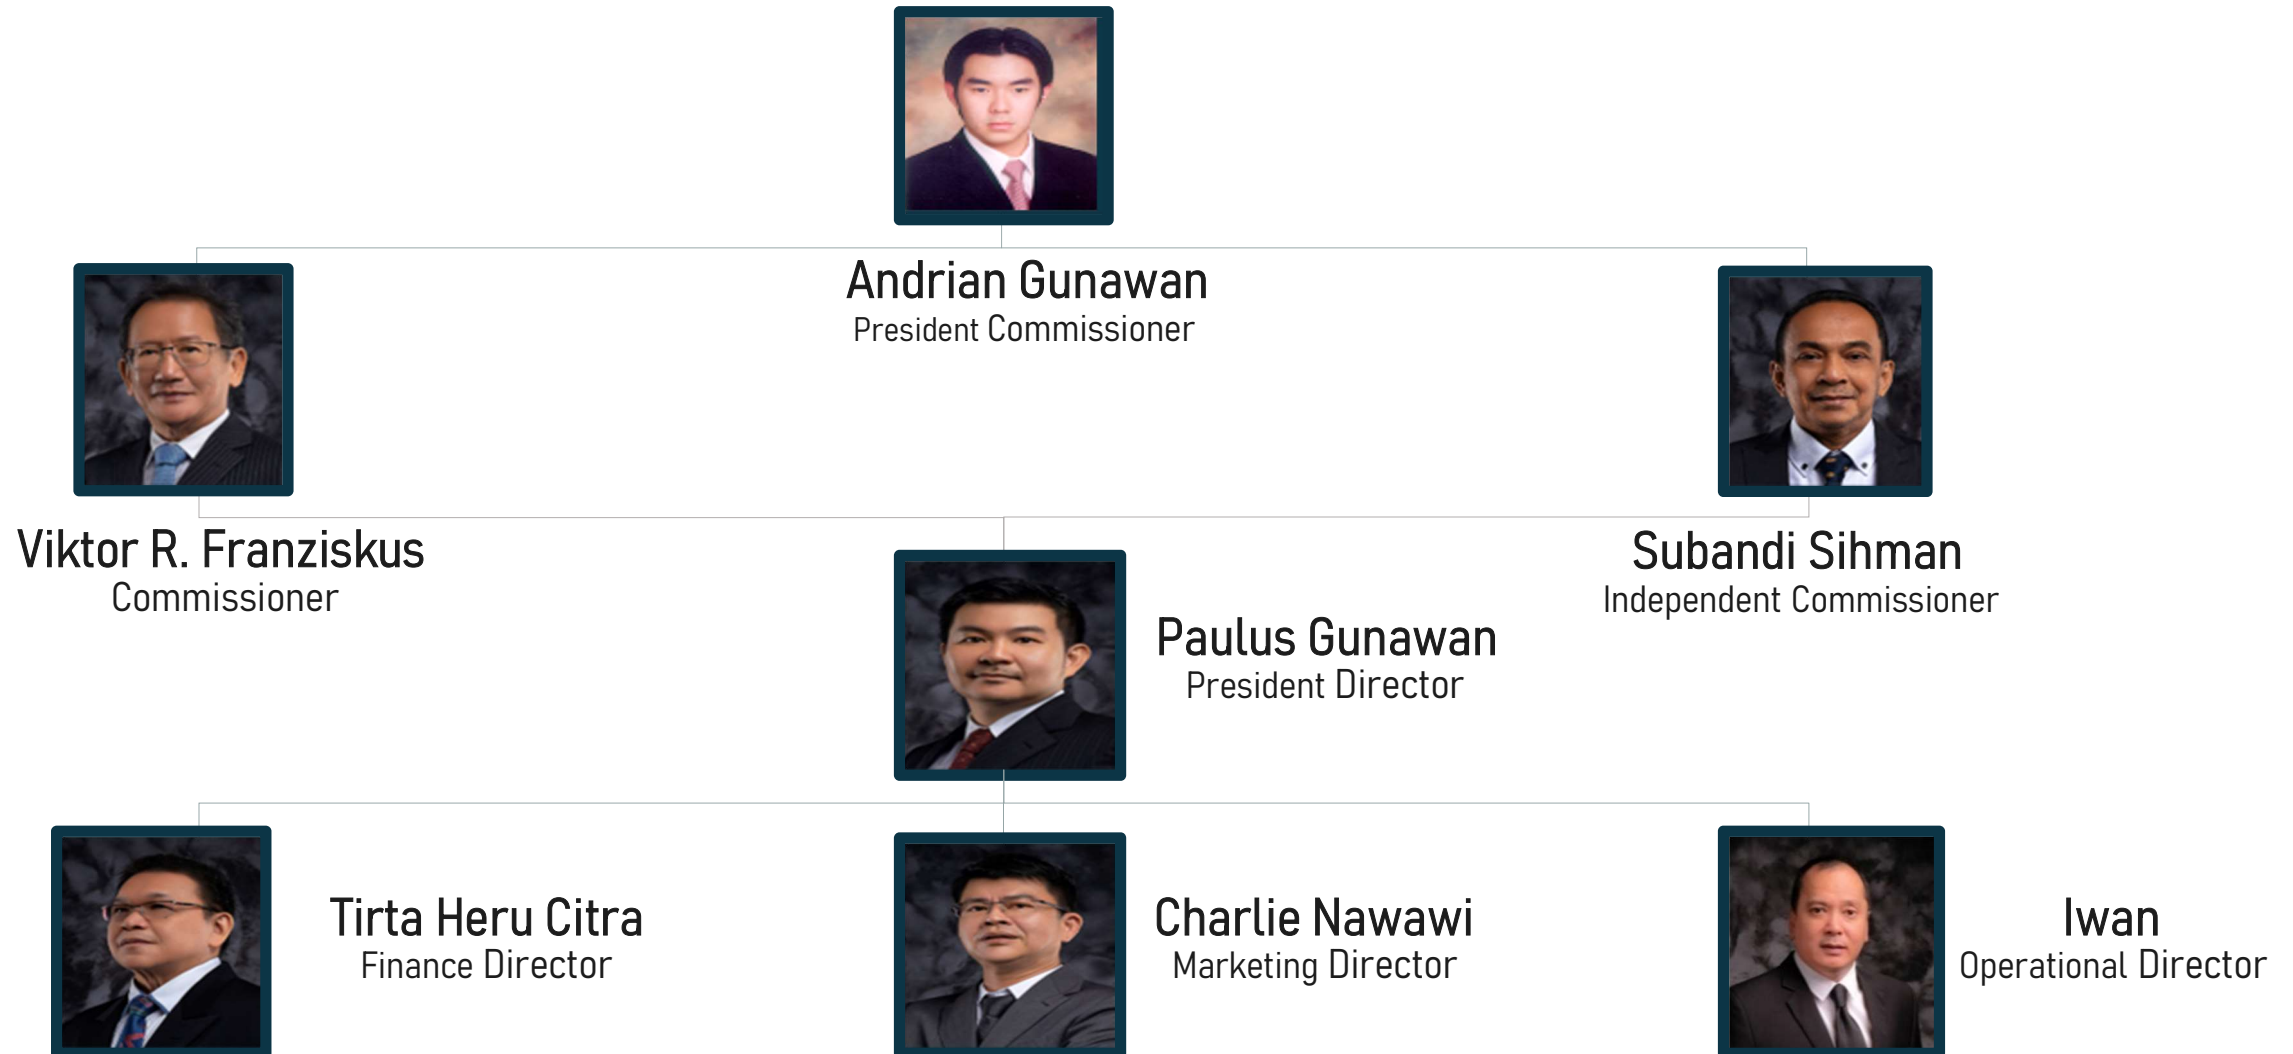 Andrian Gunawan
President Commissioner
Viktor R. Franziskus
Commissioner
Subandi Sihman
Independent Commissioner
Paulus Gunawan
President Director
Tirta Heru Citra
Finance Director
Charlie Nawawi
Marketing Director
Iwan
Operational Director